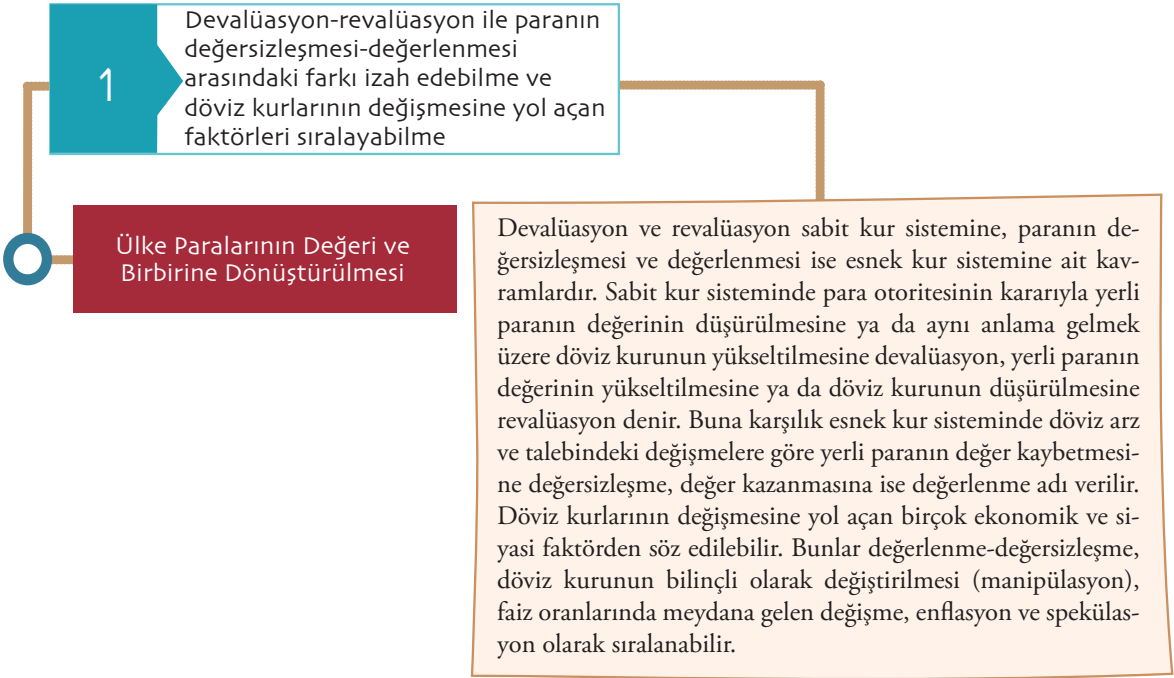 1
Devalüasyon-revalüasyon ile paranın
değersizleşmesi-değerlenmesi
arasındaki farkı izah edebilme ve
döviz kurlarının değişmesine yol açan
faktörleri sıralayabilme
Ülke Paralarının Değeri ve
Birbirine Dönüştürülmesi
Devalüasyon ve revalüasyon sabit kur sistemine, paranın de-
ğersizleşmesi ve değerlenmesi ise esnek kur sistemine ait kav-
ramlardır. Sabit kur sisteminde para otoritesinin kararıyla yerli
paranın değerinin düşürülmesine ya da aynı anlama gelmek
üzere döviz kurunun yükseltilmesine devalüasyon, yerli paranın
değerinin yükseltilmesine ya da döviz kurunun düşürülmesine
revalüasyon denir. Buna karşılık esnek kur sisteminde döviz arz
ve talebindeki değişmelere göre yerli paranın değer kaybetmesi-
ne değersizleşme, değer kazanmasına ise değerlenme adı verilir.
Döviz kurlarının değişmesine yol açan birçok ekonomik ve si-
yasi faktörden söz edilebilir. Bunlar değerlenme-değersizleşme,
döviz kurunun bilinçli olarak değiştirilmesi (manipülasyon),
faiz oranlarında meydana gelen değişme, enflasyon ve spekülas-
yon olarak sıralanabilir.